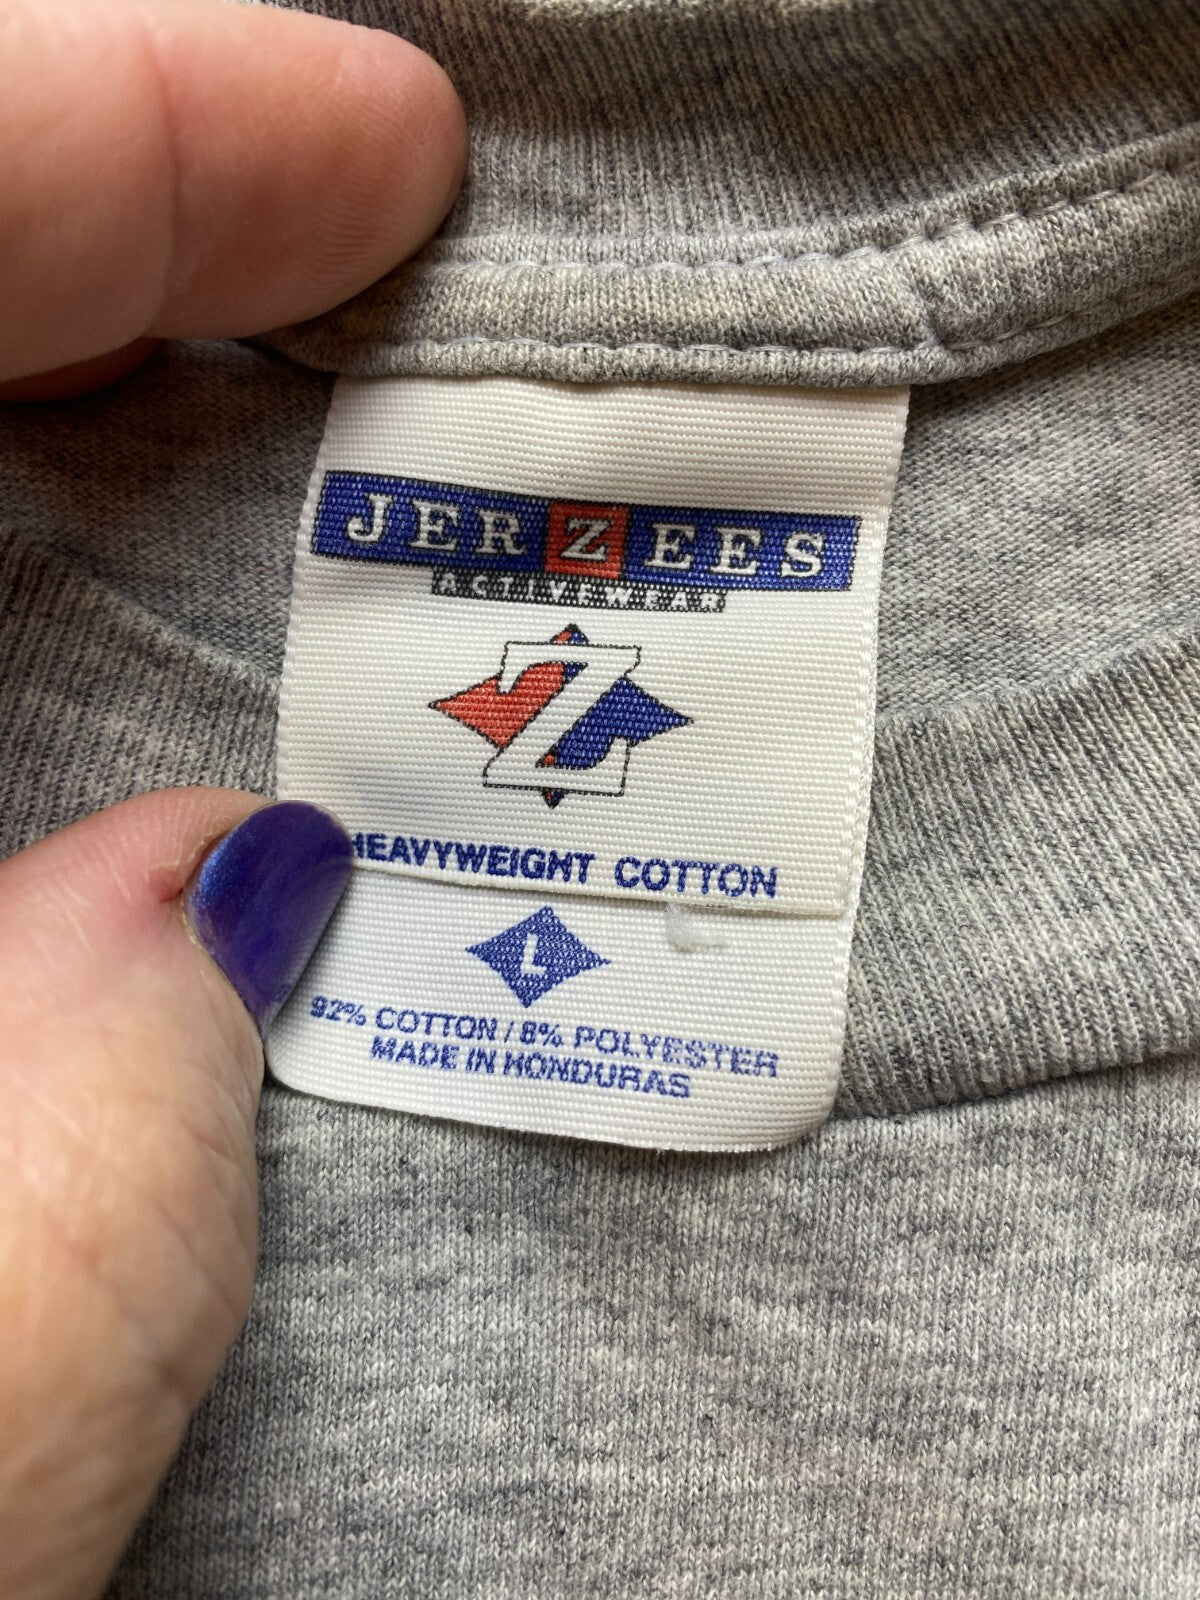 JERZEES
ACTIVEWEAR
Z
HEAVYWEIGHT COTTON
L
92% COTTON / 8% POLYESTER
MADE IN HONDURAS